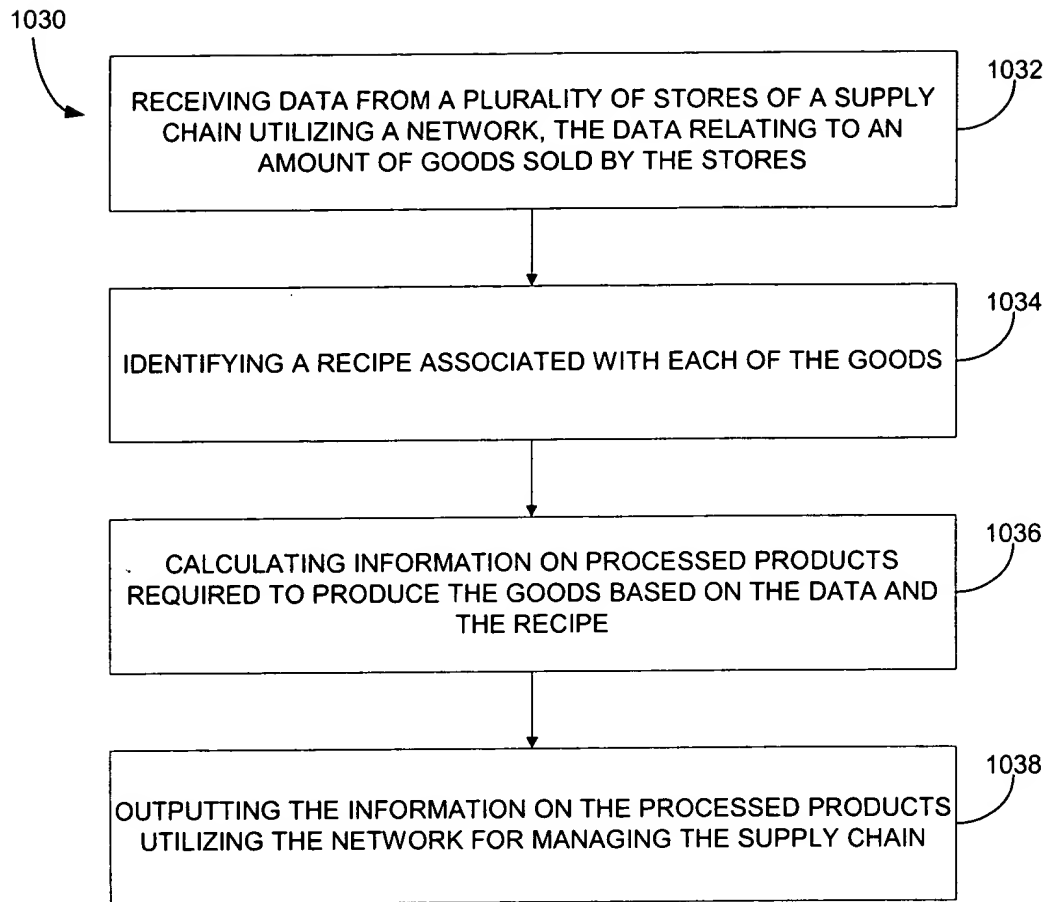 1030
1032
RECEIVING DATA FROM A PLURALITY OF STORES OF A SUPPLY
CHAIN UTILIZING A NETWORK, THE DATA RELATING TO AN
AMOUNT OF GOODS SOLD BY THE STORES
1034
IDENTIFYING A RECIPE ASSOCIATED WITH EACH OF THE GOODS
1036
CALCULATING INFORMATION ON PROCESSED PRODUCTS
REQUIRED TO PRODUCE THE GOODS BASED ON THE DATA AND
THE RECIPE
1038
OUTPUTTING THE INFORMATION ON THE PROCESSED PRODUCTS
UTILIZING THE NETWORK FOR MANAGING THE SUPPLY CHAIN